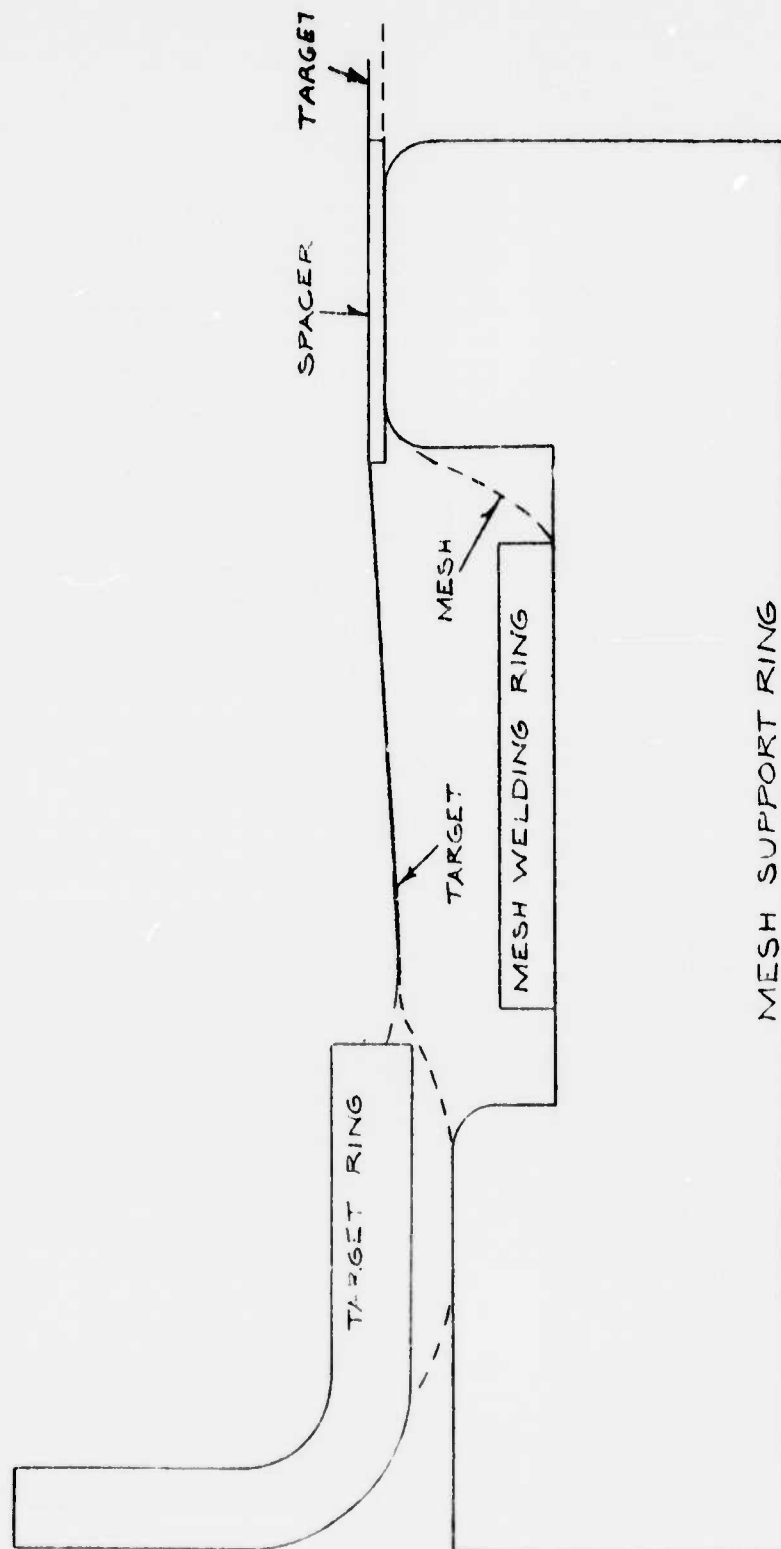 TARGET
SPACER
MESH
TARGET
MESH WELDING RING
TARGET RING
MESH SUPPORT RING